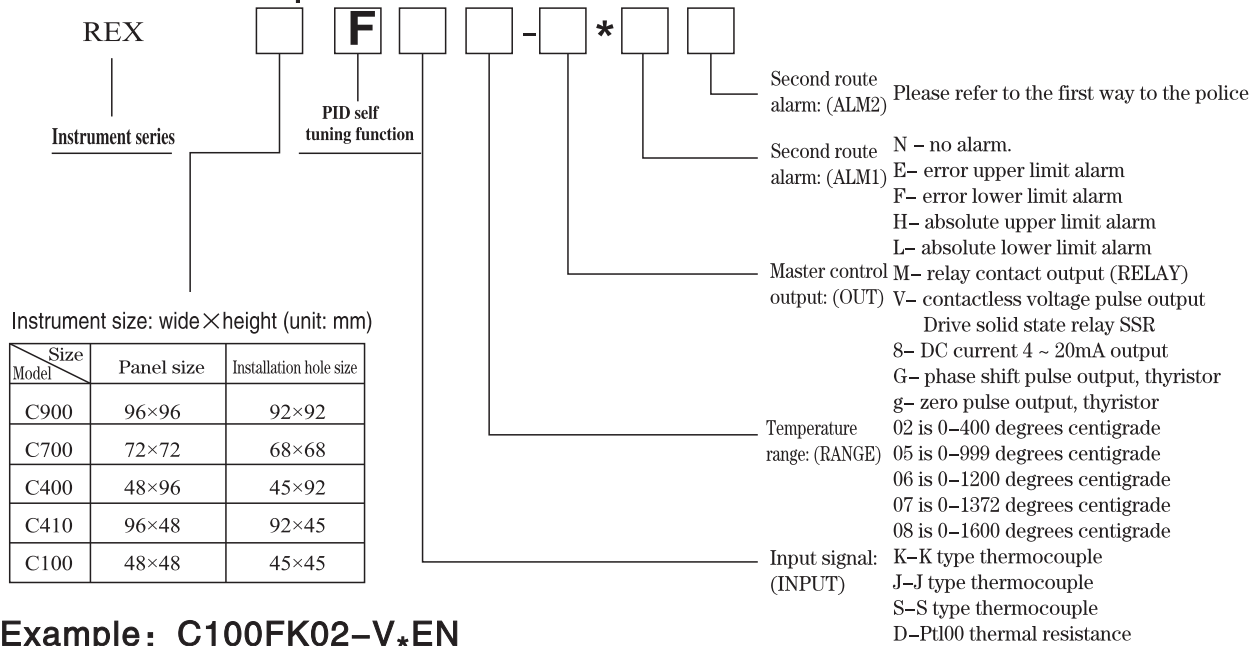 REX
F
- *
PID self
tuning function
Instrument series
Second route
alarm: (ALM2)
Please refer to the first way to the police
Second route
alarm: (ALM1)
N – no alarm.
E– error upper limit alarm
F– error lower limit alarm
H– absolute upper limit alarm
L– absolute lower limit alarm
Master control
output: (OUT)
M– relay contact output (RELAY)
V– contactless voltage pulse output
Drive solid state relay SSR
8– DC current 4 ~ 20mA output
G– phase shift pulse output, thyristor
g– zero pulse output, thyristor
Temperature
range: (RANGE)
02 is 0–400 degrees centigrade
05 is 0–999 degrees centigrade
06 is 0–1200 degrees centigrade
07 is 0–1372 degrees centigrade
08 is 0–1600 degrees centigrade
Input signal:
(INPUT)
K–K type thermocouple
J–J type thermocouple
S–S type thermocouple
D–Ptl00 thermal resistance
Instrument size: wide×height (unit: mm)
Size
Model Panel size Installation hole size
C900 96×96 92×92
C700 72×72 68×68
C400 48×96 45×92
C410 96×48 92×45
C100 48×48 45×45
Example: C100FK02–V*EN